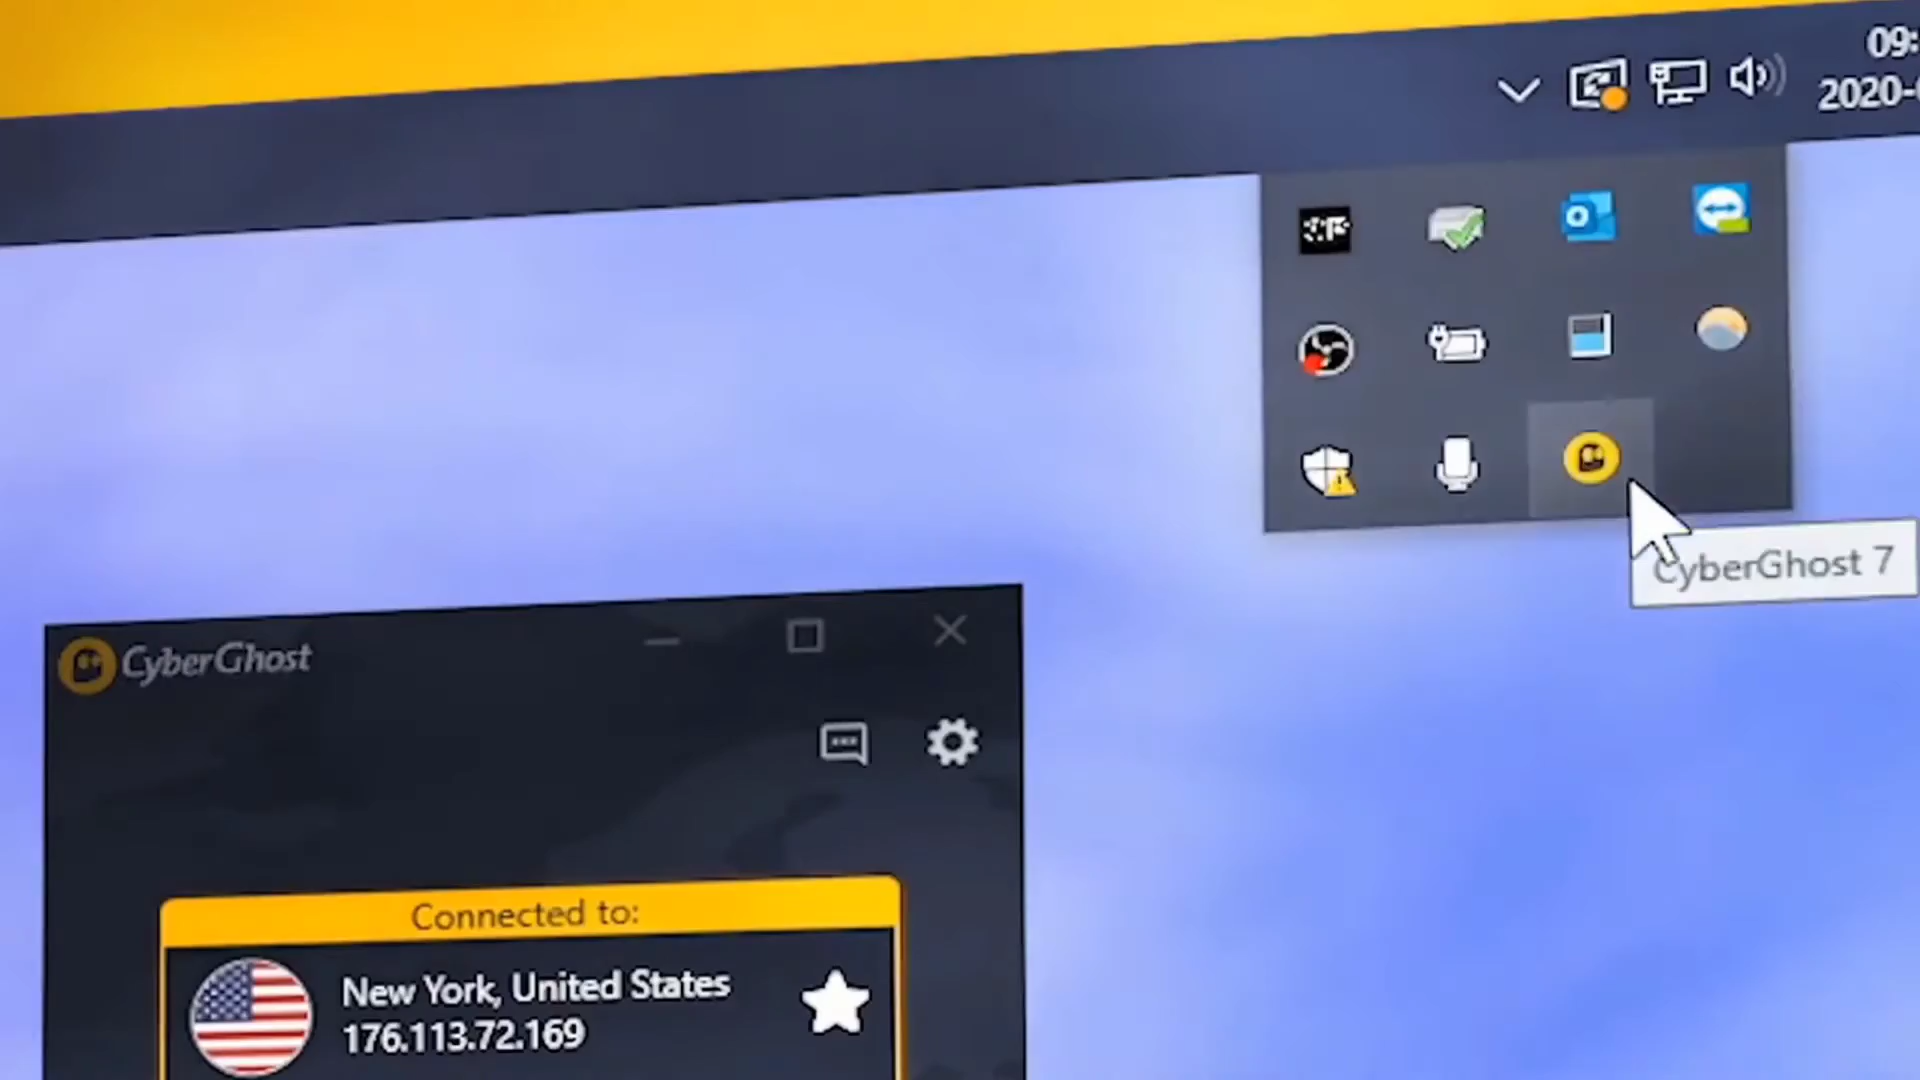 09:
2020-
CyberGhost 7
CyberGhost
Connected to:
New York, United States
176.113.72.169